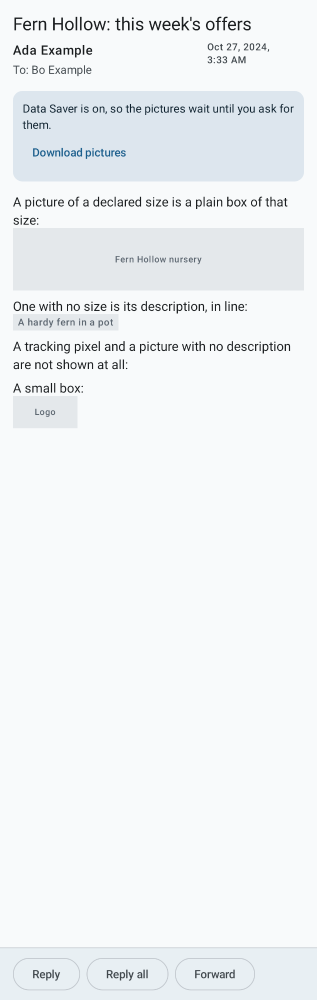 Fern Hollow: this week's offers
Ada Example
Oct 27, 2024,
3:33 AM
To: Bo Example
Data Saver is on, so the pictures wait until you ask for
them.
Download pictures
A picture of a declared size is a plain box of that
size:
Fern Hollow nursery
One with no size is its description, in line:
A hardy fern in a pot
A tracking pixel and a picture with no description
are not shown at all:
A small box:
Logo
Reply
Reply all
Forward